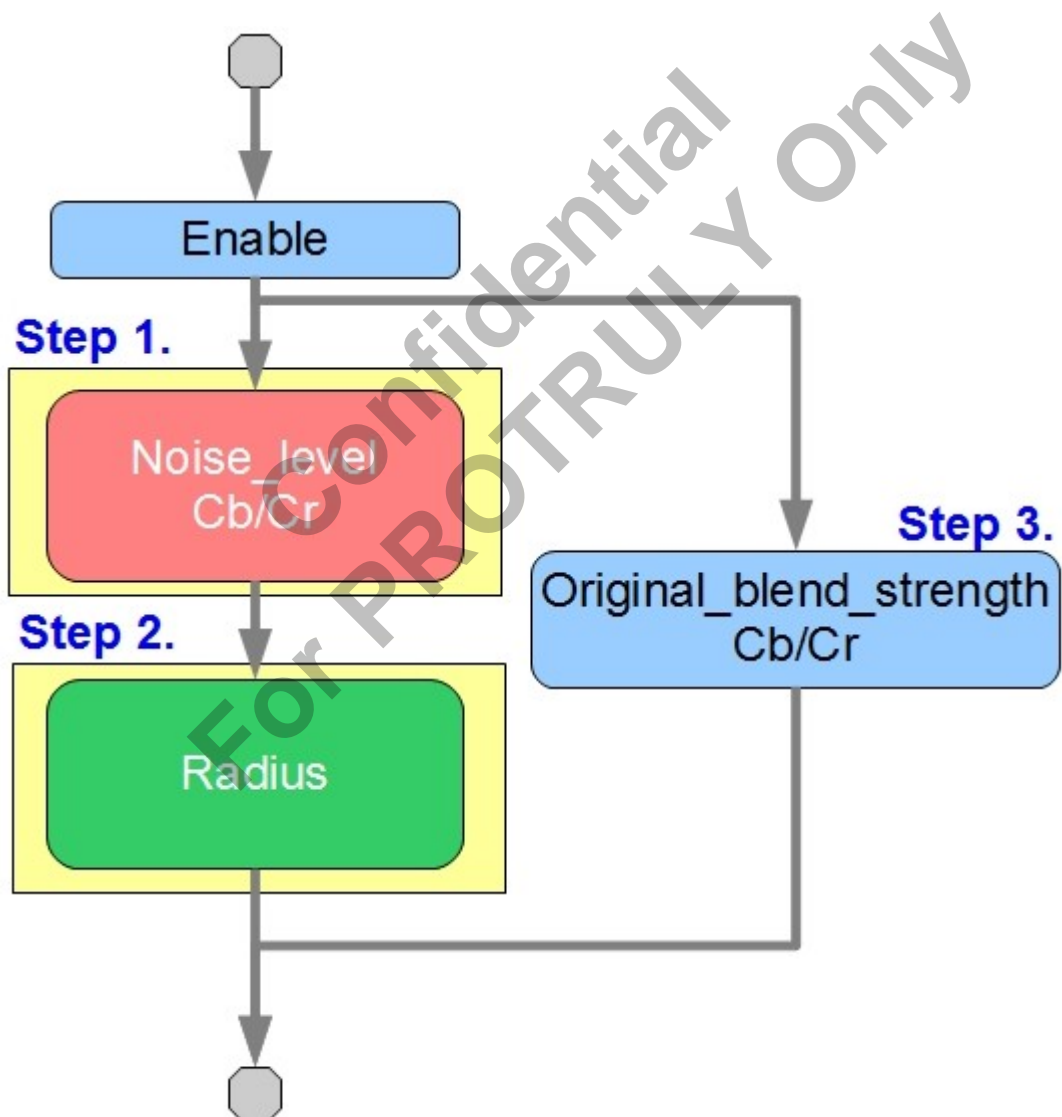 Enable
Step 1.
Noise_level
Cb/Cr
Step 2.
Radius
Step 3.
Original_blend_strength
Cb/Cr
Confidential
For PROTRULY Only